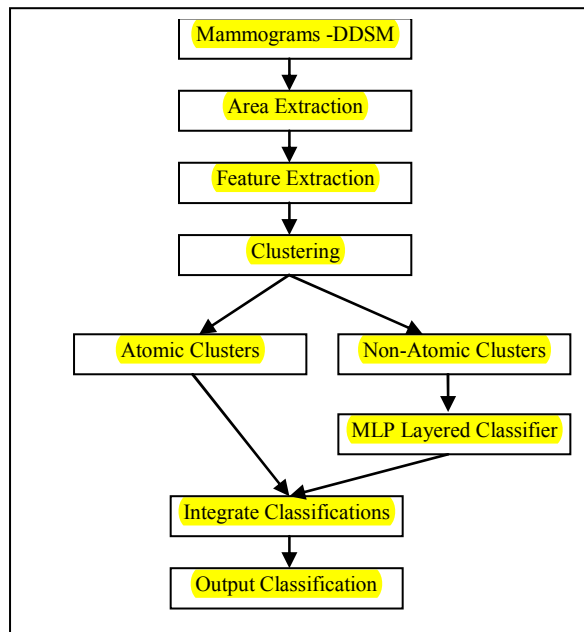 Mammograms -DDSM
Area Extraction
Feature Extraction
Clustering
Atomic Clusters
Non-Atomic Clusters
MLP Layered Classifier
Integrate Classifications
Output Classification